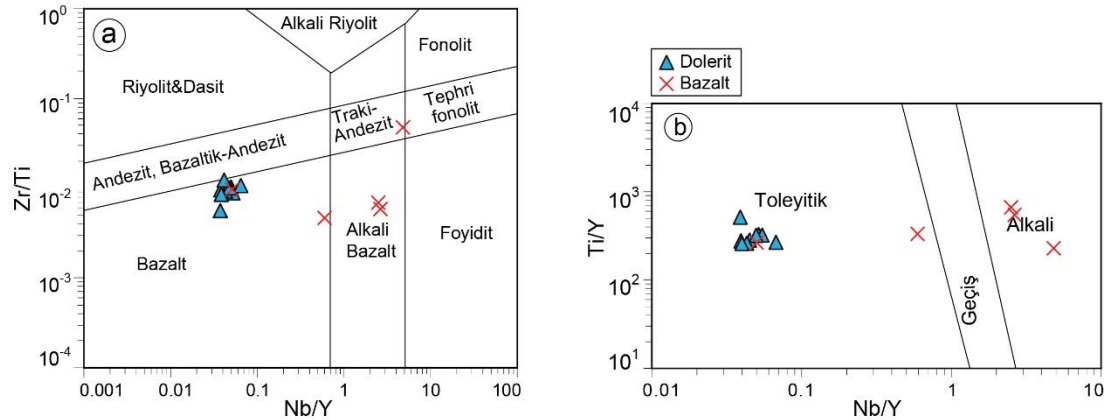 a
10⁰
10⁻¹
10⁻²
10⁻³
10⁻⁴
Zr/Ti
Alkali Riyolit
Fonolit
Riyolit&Dasit
Tephri
fonolit
Traki-
Andezit
Andezit, Bazaltik-Andezit
Alkali
Bazalt
Foyidit
Bazalt
0.001
0.01
0.1
1
10
100
Nb/Y
Dolerit
Bazalt
b
10⁴
10³
10²
10¹
Ti/Y
Toleyitik
Alkali
Geçiş
0.01
0.1
1
10
Nb/Y